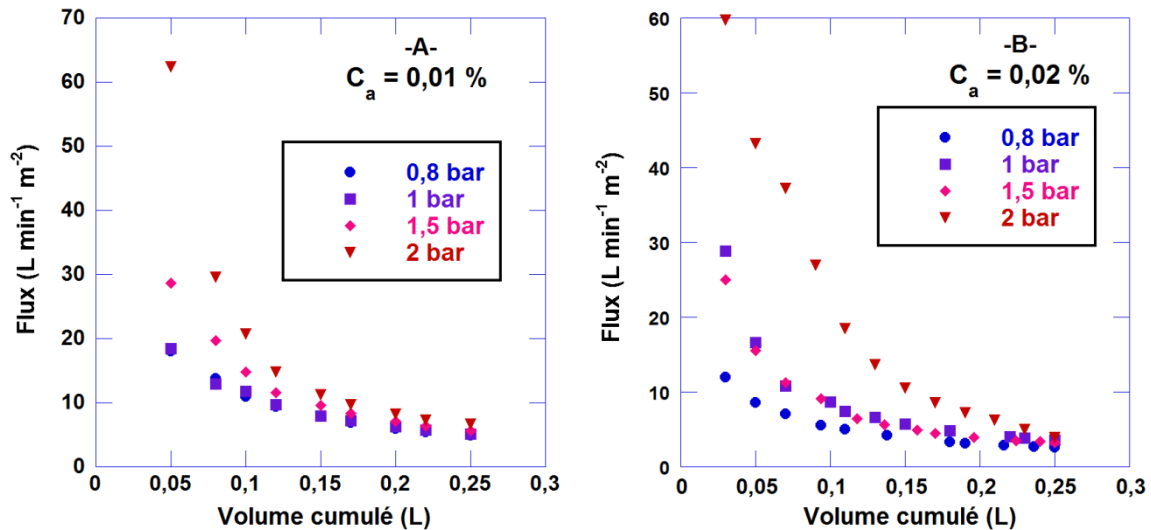 -A-
C_a = 0,01 %
0,8 bar
1 bar
1,5 bar
2 bar
Flux (L min⁻¹ m⁻²)
70
60
50
40
30
20
10
0
0 0,05 0,1 0,15 0,2 0,25 0,3
Volume cumulé (L)
-B-
C_a = 0,02 %
0,8 bar
1 bar
1,5 bar
2 bar
Flux (L min⁻¹ m⁻²)
60
50
40
30
20
10
0
0 0,05 0,1 0,15 0,2 0,25 0,3
Volume cumulé (L)